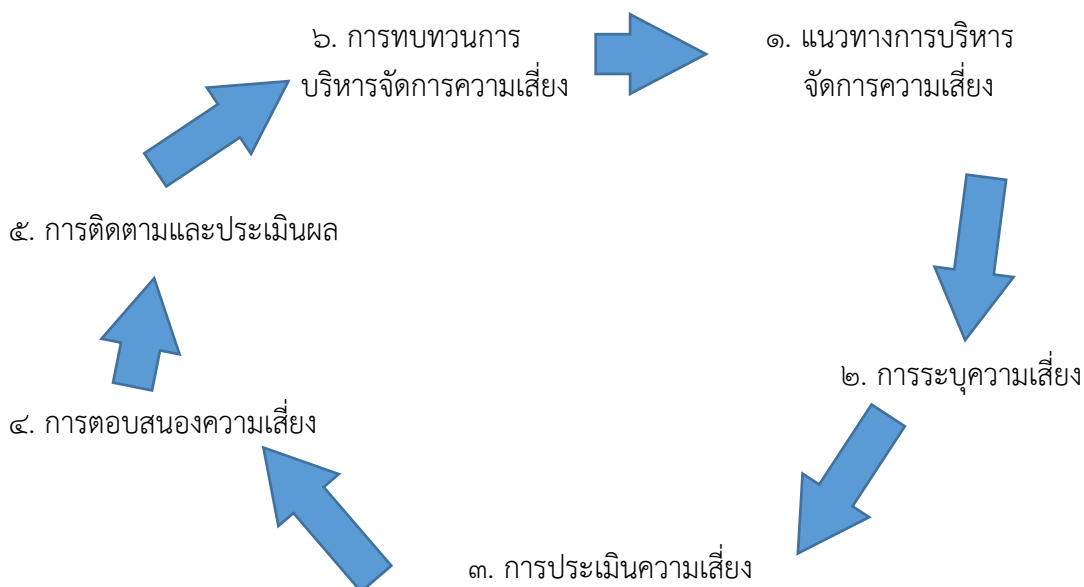 ๖. การทบทวนการ
บริหารจัดการความเสี่ยง
๑. แนวทางการบริหาร
จัดการความเสี่ยง
๕. การติดตามและประเมินผล
๒. การระบุความเสี่ยง
๔. การตอบสนองความเสี่ยง
๓. การประเมินความเสี่ยง